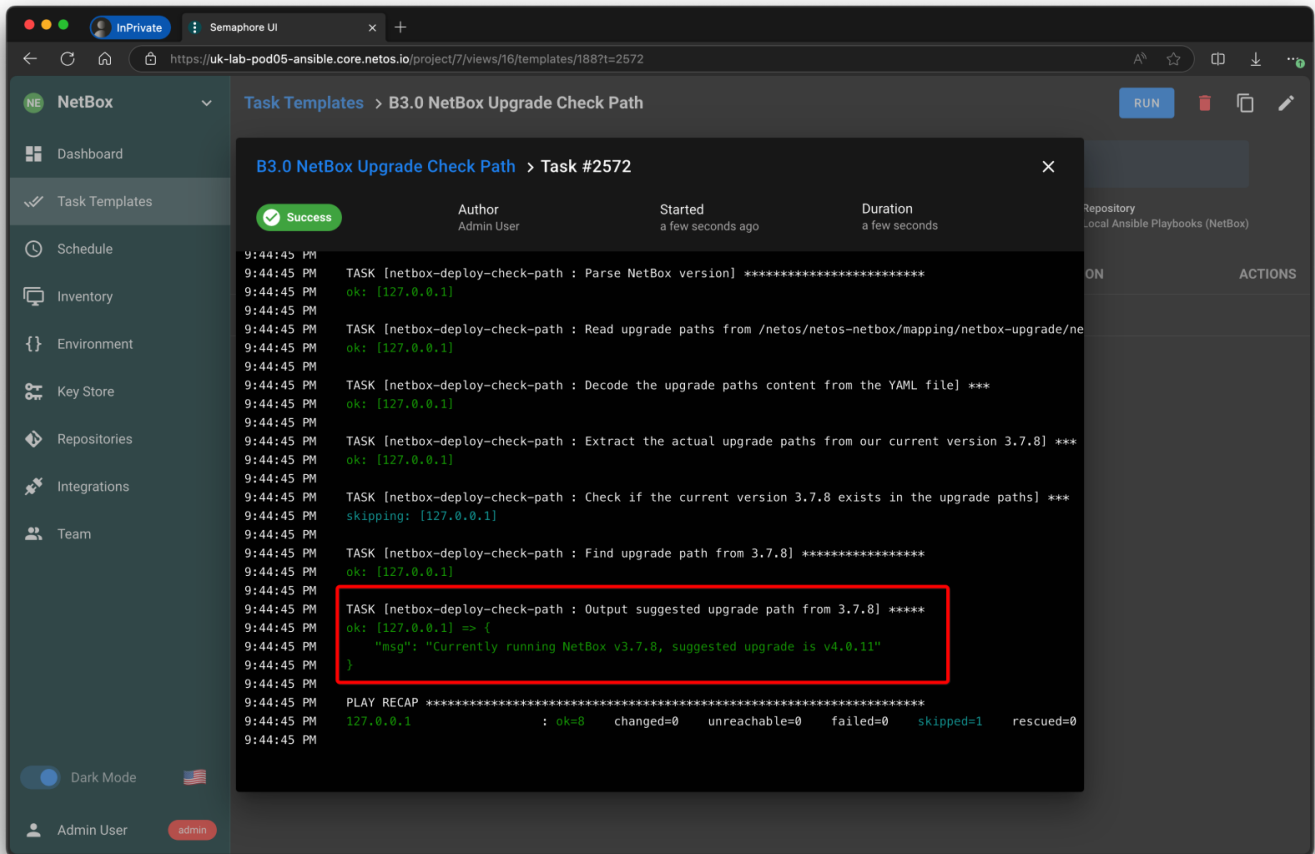 InPrivate
Semaphore UI
https://uk-lab-pod05-ansible.core.netos.io/project/7/views/16/templates/188?t=2572
NE NetBox
Task Templates > B3.0 NetBox Upgrade Check Path
RUN
Dashboard
Task Templates
Schedule
Inventory
Environment
Key Store
Repositories
Integrations
Team
Dark Mode
Admin User admin
B3.0 NetBox Upgrade Check Path > Task #2572
Success
Author
Admin User
Started
a few seconds ago
Duration
a few seconds
Repository
Local Ansible Playbooks (NetBox)
ON
ACTIONS
9:44:45 PM
9:44:45 PM TASK [netbox-deploy-check-path : Parse NetBox version] *************************
9:44:45 PM ok: [127.0.0.1]
9:44:45 PM
9:44:45 PM TASK [netbox-deploy-check-path : Read upgrade paths from /netos/netos-netbox/mapping/netbox-upgrade/ne
9:44:45 PM ok: [127.0.0.1]
9:44:45 PM
9:44:45 PM TASK [netbox-deploy-check-path : Decode the upgrade paths content from the YAML file] ***
9:44:45 PM ok: [127.0.0.1]
9:44:45 PM
9:44:45 PM TASK [netbox-deploy-check-path : Extract the actual upgrade paths from our current version 3.7.8] ***
9:44:45 PM ok: [127.0.0.1]
9:44:45 PM
9:44:45 PM TASK [netbox-deploy-check-path : Check if the current version 3.7.8 exists in the upgrade paths] ***
9:44:45 PM skipping: [127.0.0.1]
9:44:45 PM
9:44:45 PM TASK [netbox-deploy-check-path : Find upgrade path from 3.7.8] *****************
9:44:45 PM ok: [127.0.0.1]
9:44:45 PM
9:44:45 PM TASK [netbox-deploy-check-path : Output suggested upgrade path from 3.7.8] *****
9:44:45 PM ok: [127.0.0.1] => {
9:44:45 PM "msg": "Currently running NetBox v3.7.8, suggested upgrade is v4.0.11"
9:44:45 PM }
9:44:45 PM
9:44:45 PM PLAY RECAP *********************************************************************
9:44:45 PM 127.0.0.1 : ok=8 changed=0 unreachable=0 failed=0 skipped=1 rescued=0
9:44:45 PM